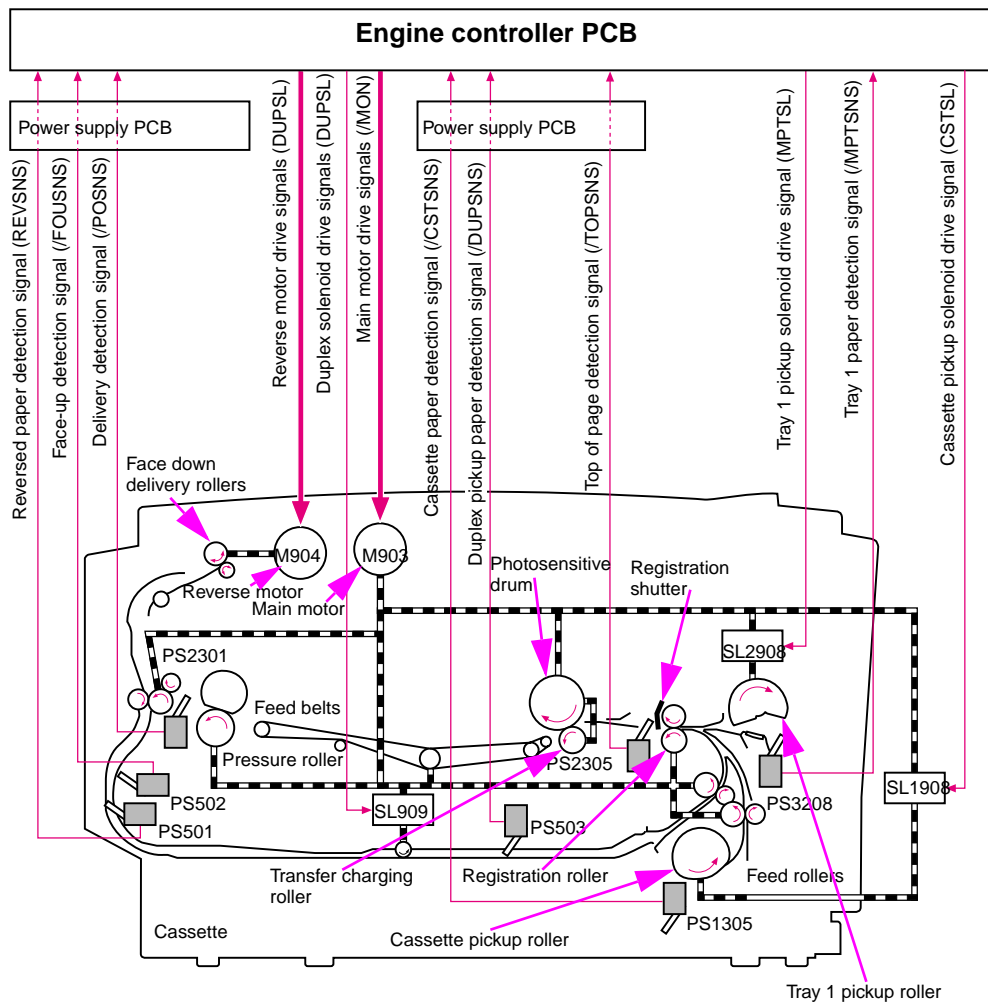 Engine controller PCB
Power supply PCB
Power supply PCB
Reversed paper detection signal (REVSNS)
Face-up detection signal (/FOUSNS)
Delivery detection signal (/POSNS)
Reverse motor drive signals (DUPSL)
Duplex solenoid drive signals (DUPSL)
Main motor drive signals (/MON)
Cassette paper detection signal (/CSTSNS)
Duplex pickup paper detection signal (/DUPSNS)
Top of page detection signal (/TOPSNS)
Tray 1 pickup solenoid drive signal (MPTSL)
Tray 1 paper detection signal (/MPTSNS)
Cassette pickup solenoid drive signal (CSTSL)
Face down
delivery rollers
M904
M903
Reverse motor
Main motor
Photosensitive
drum
Registration
shutter
SL2908
PS2301
Feed belts
Pressure roller
PS2305
PS502
PS501
SL909
PS503
PS3208
SL1908
Transfer charging
roller
Registration roller
Feed rollers
PS1305
Cassette
Cassette pickup roller
Tray 1 pickup roller